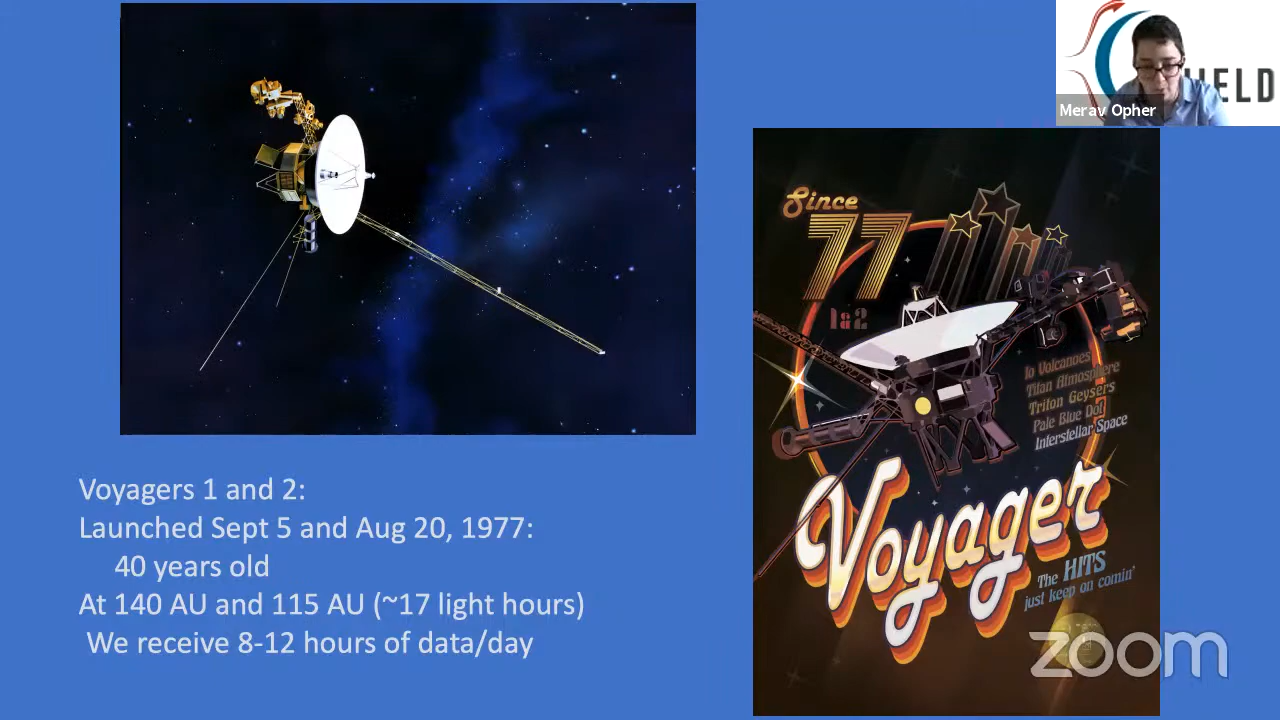 HIELD
Merav Opher
Since
77
1&2
Io Volcanoes
Titan Atmosphere
Triton Geysers
Pale Blue Dot
Interstellar Space
Voyager
The HITS
just keep on comin'
Voyagers 1 and 2:
Launched Sept 5 and Aug 20, 1977:
40 years old
At 140 AU and 115 AU (~17 light hours)
We receive 8-12 hours of data/day
zoom